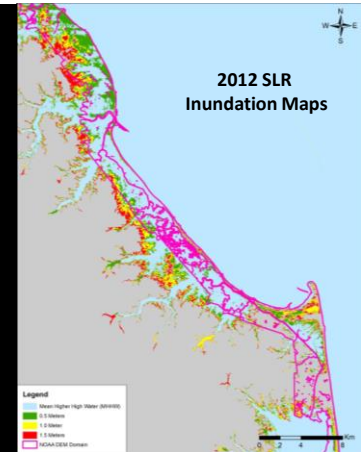 N
W E
S
2012 SLR
Inundation Maps
Legend
Mean Higher High Water (MHHW)
0.5 Meters
1.0 Meter
1.5 Meters
NOAA DEM Domain
0 2 4 8 Km